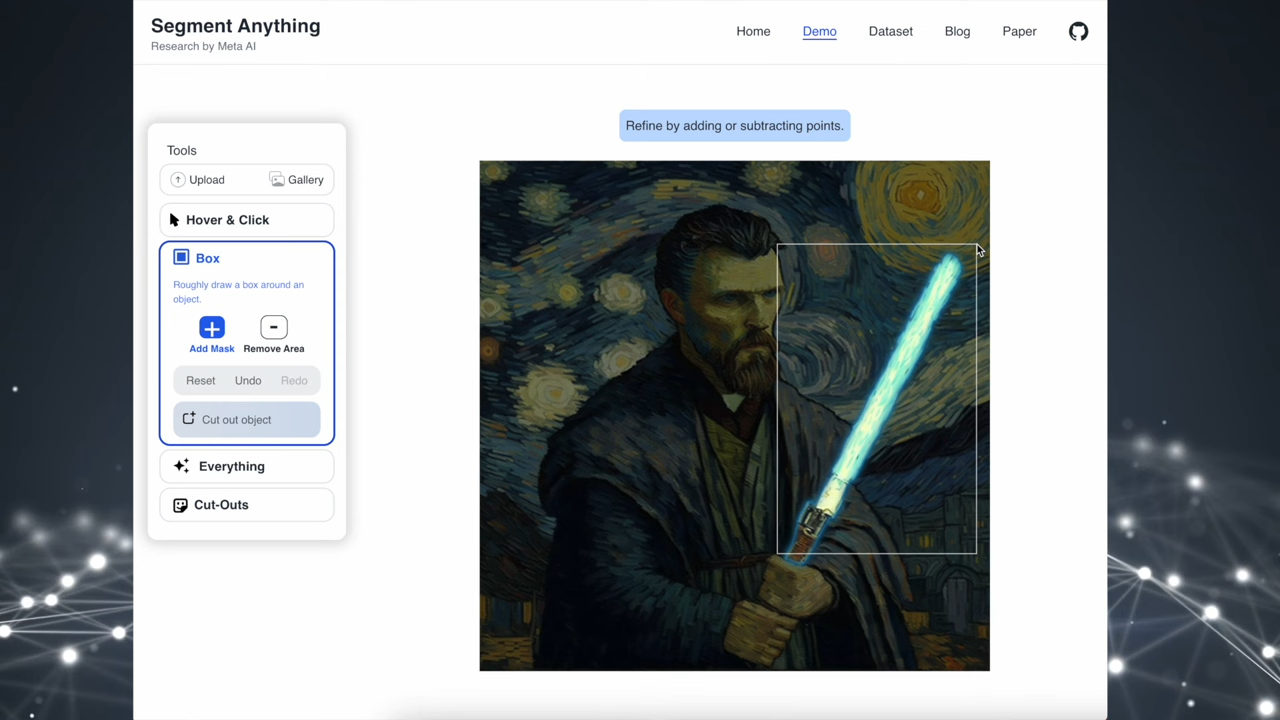 Segment Anything
Research by Meta AI
Home
Demo
Dataset
Blog
Paper
Refine by adding or subtracting points.
Tools
Upload
Gallery
Hover & Click
Box
Roughly draw a box around an
object.
Add Mask
Remove Area
Reset
Undo
Redo
Cut out object
Everything
Cut-Outs